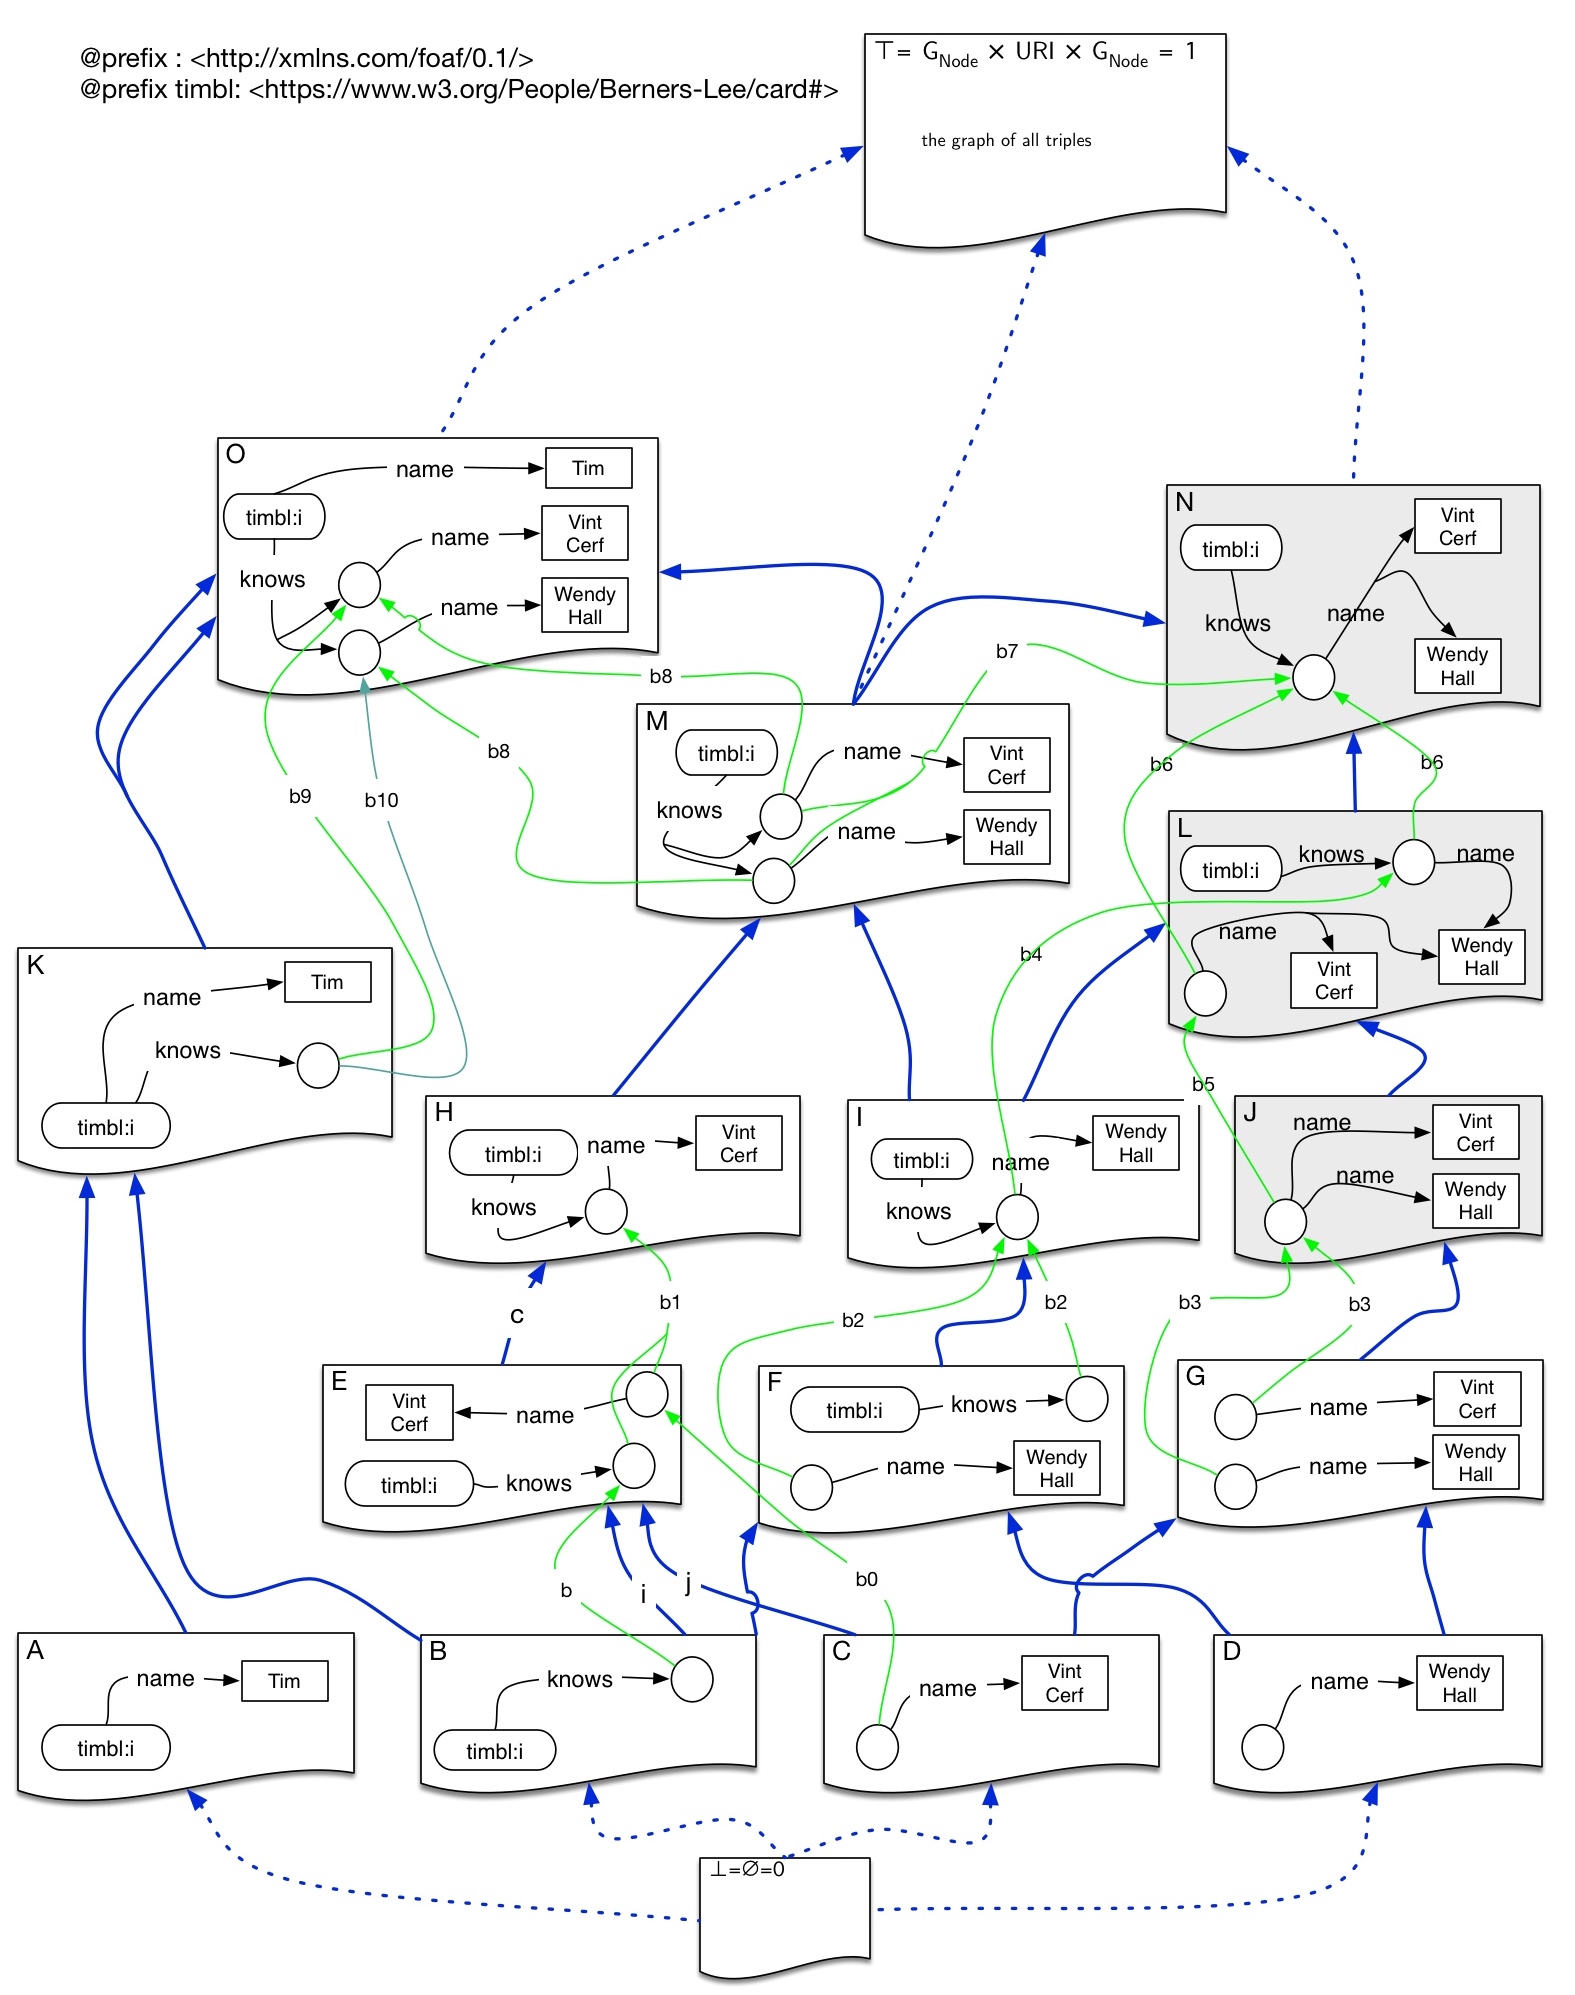 @prefix : <http://xmlns.com/foaf/0.1/>
@prefix timbl: <https://www.w3.org/People/Berners-Lee/card#>
⊤= G_Node × URI × G_Node = 1
the graph of all triples
O
name
Tim
timbl:i
name
Vint
Cerf
knows
name
Wendy
Hall
N
Vint
Cerf
timbl:i
name
knows
Wendy
Hall
b7
b8
b8
b9
b10
M
timbl:i
name
Vint
Cerf
knows
name
Wendy
Hall
b6
b6
L
timbl:i
knows
name
name
Wendy
Hall
Vint
Cerf
b4
b5
K
name
Tim
knows
timbl:i
H
timbl:i
name
Vint
Cerf
knows
I
timbl:i
name
Wendy
Hall
knows
J
name
Vint
Cerf
name
Wendy
Hall
c
b1
b2
b2
b3
b3
E
Vint
Cerf
name
timbl:i
knows
F
timbl:i
knows
name
Wendy
Hall
G
name
Vint
Cerf
name
Wendy
Hall
b
i
j
b0
A
name
Tim
timbl:i
B
knows
timbl:i
C
name
Vint
Cerf
D
name
Wendy
Hall
⊥=∅=0